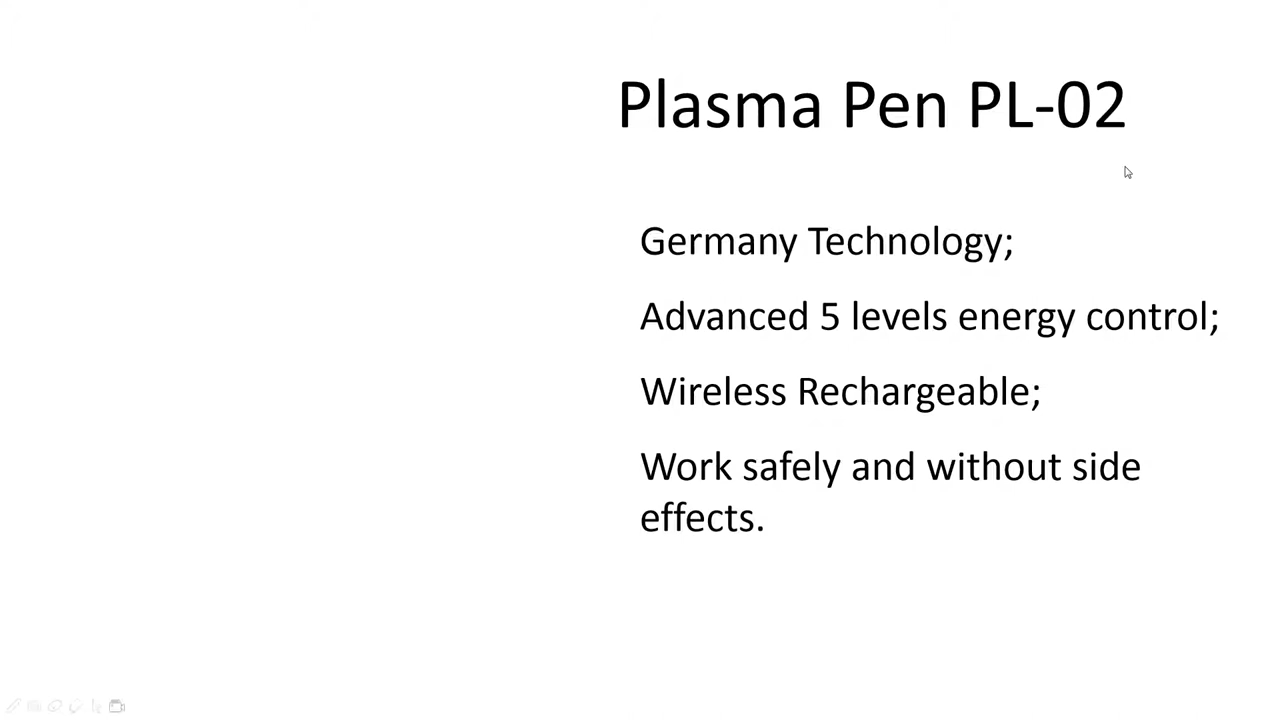 Plasma Pen PL-02
Germany Technology;
Advanced 5 levels energy control;
Wireless Rechargeable;
Work safely and without side
effects.